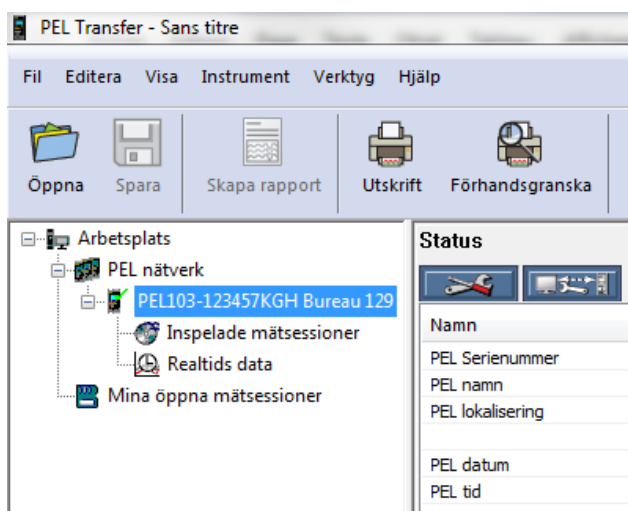 PEL Transfer - Sans titre
Fil Editera Visa Instrument Verktyg Hjälp
Öppna Spara Skapa rapport Utskrift Förhandsgranska
Arbetsplats
PEL nätverk
PEL103-123457KGH Bureau 129
Inspelade mätsessioner
Realtids data
Mina öppna mätsessioner
Status
Namn
PEL Serienummer
PEL namn
PEL lokalisering
PEL datum
PEL tid